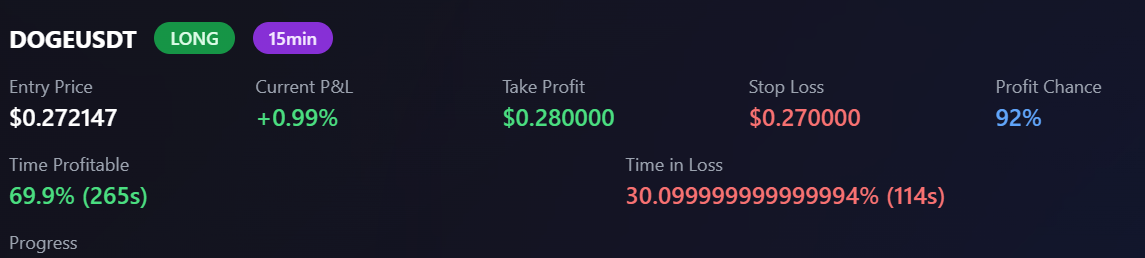 DOGEUSDT LONG 15min
Entry Price Current P&L Take Profit Stop Loss Profit Chance
$0.272147 +0.99% $0.280000 $0.270000 92%
Time Profitable Time in Loss
69.9% (265s) 30.099999999999994% (114s)
Progress